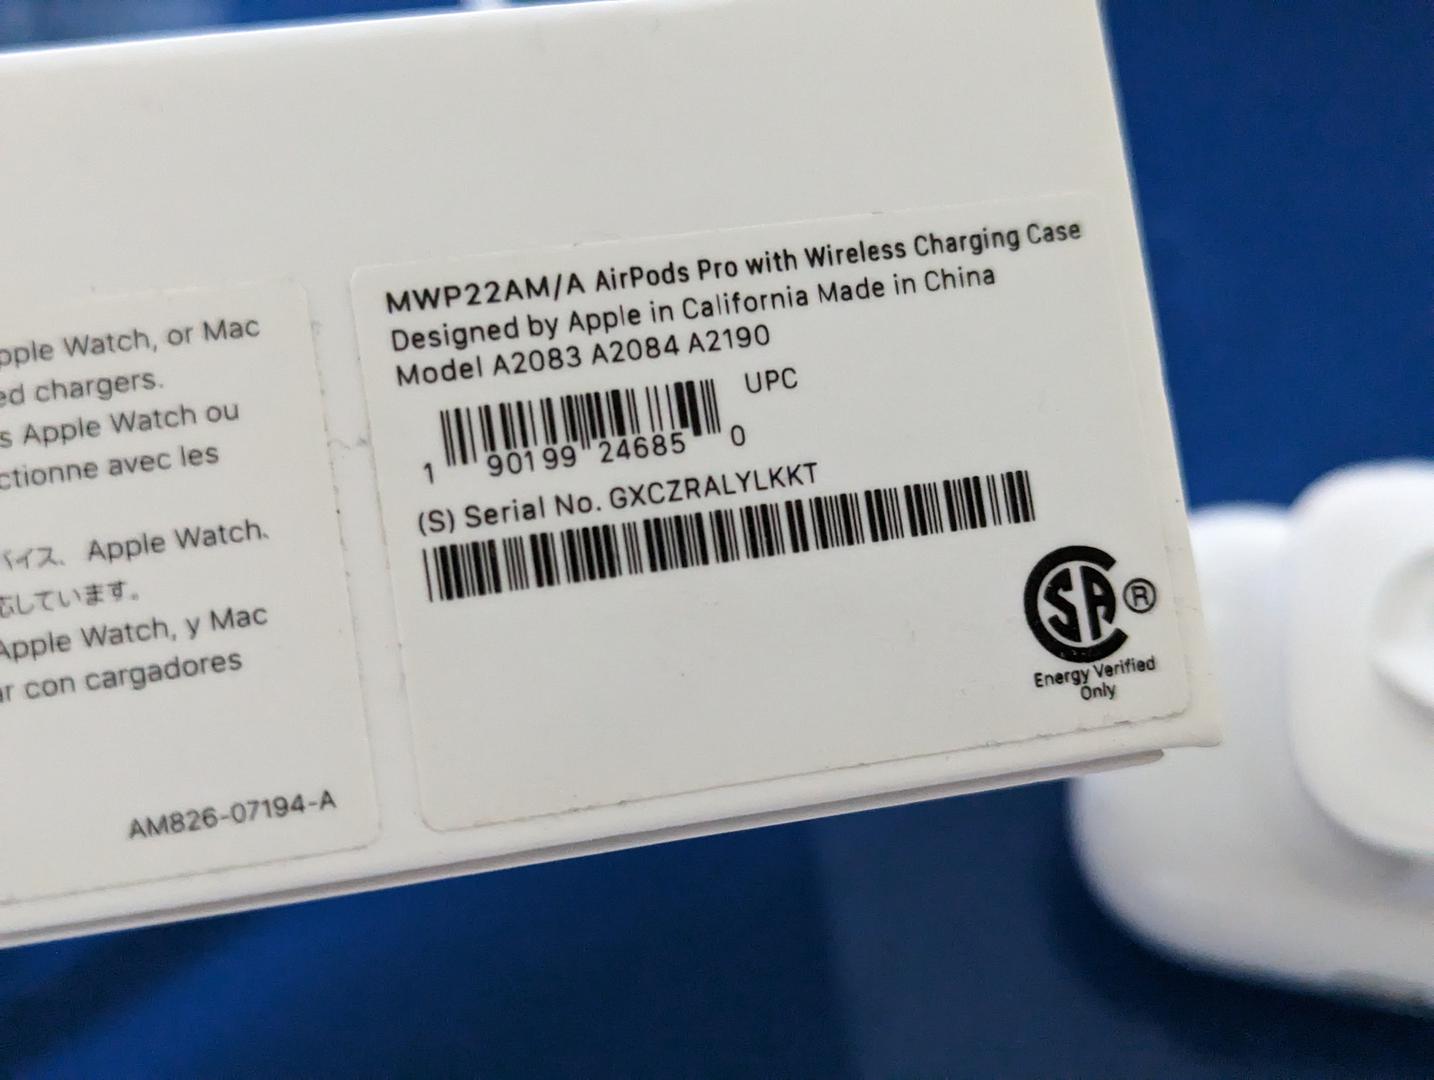 pple Watch, or Mac
ed chargers.
s Apple Watch ou
ctionne avec les
バイス、Apple Watch、
応しています。
Apple Watch, y Mac
ar con cargadores
AM826-07194-A
MWP22AM/A AirPods Pro with Wireless Charging Case
Designed by Apple in California Made in China
Model A2083 A2084 A2190
UPC
1 90199 24685 0
(S) Serial No. GXCZRALYLKKT
SA ®
Energy Verified
Only